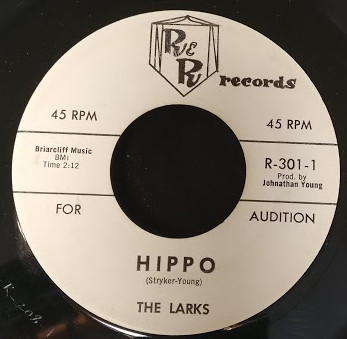 R & R records
45 RPM
45 RPM
Briarcliff Music
BMI
Time 2:12
R-301-1
Prod. by
Johnathan Young
FOR
AUDITION
HIPPO
(Stryker-Young)
THE LARKS